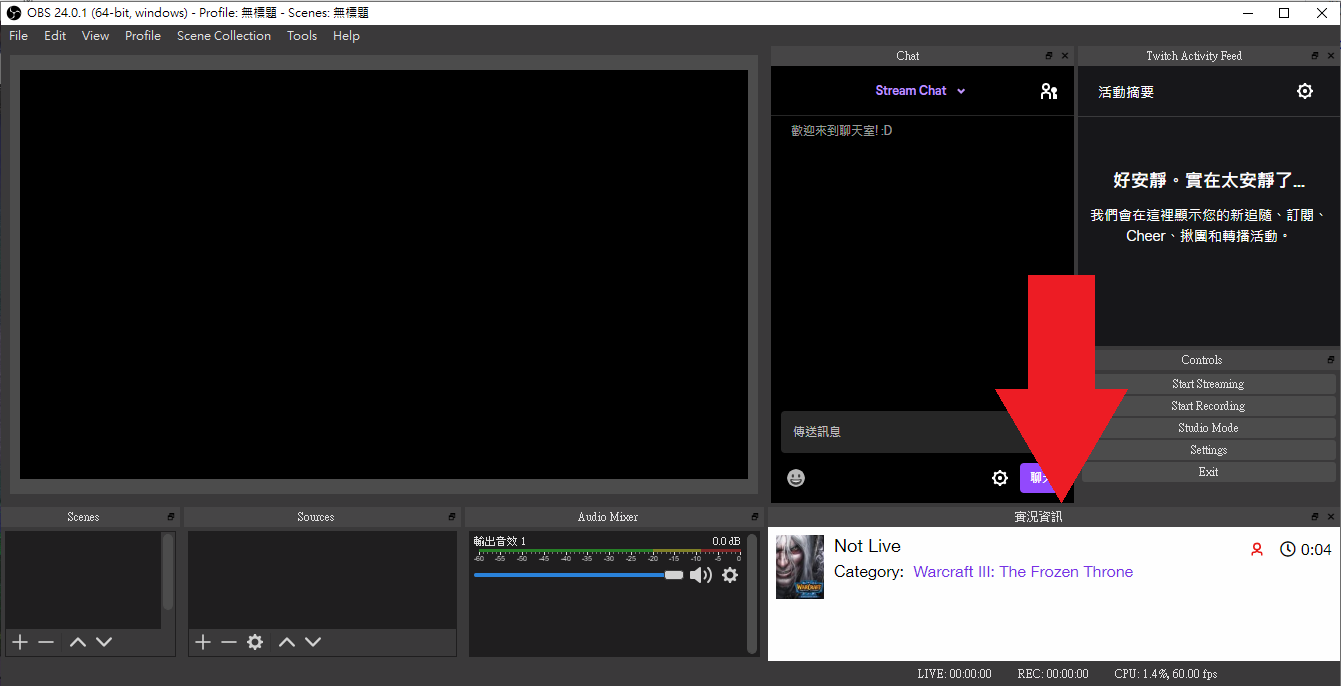 OBS 24.0.1 (64-bit, windows) - Profile: 無標題 - Scenes: 無標題
File Edit View Profile Scene Collection Tools Help
Chat
Stream Chat
歡迎來到聊天室! :D
傳送訊息
Twitch Activity Feed
活動摘要
好安靜。實在太安靜了...
我們會在這裡顯示您的新追隨、訂閱、
Cheer、揪團和轉播活動。
Controls
Start Streaming
Start Recording
Studio Mode
Settings
Exit
Scenes
Sources
Audio Mixer
輸出音效 1 0.0 dB
-60 -55 -50 -45 -40 -35 -30 -25 -20 -15 -10 -5 0
實況資訊
WARCRAFT
Not Live
Category: Warcraft III: The Frozen Throne
0:04
LIVE: 00:00:00 REC: 00:00:00 CPU: 1.4%, 60.00 fps